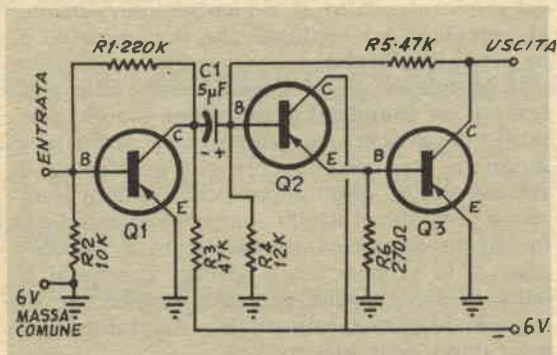 R1-220K
C1
5µF
R5-47K
USCITA
ENTRATA
B
C
E
Q1
- +
B
C
E
Q2
B
C
E
Q3
R2
10K
R3
47K
R4
12K
R6
270Ω
6V
MASSA
COMUNE
- 6V.